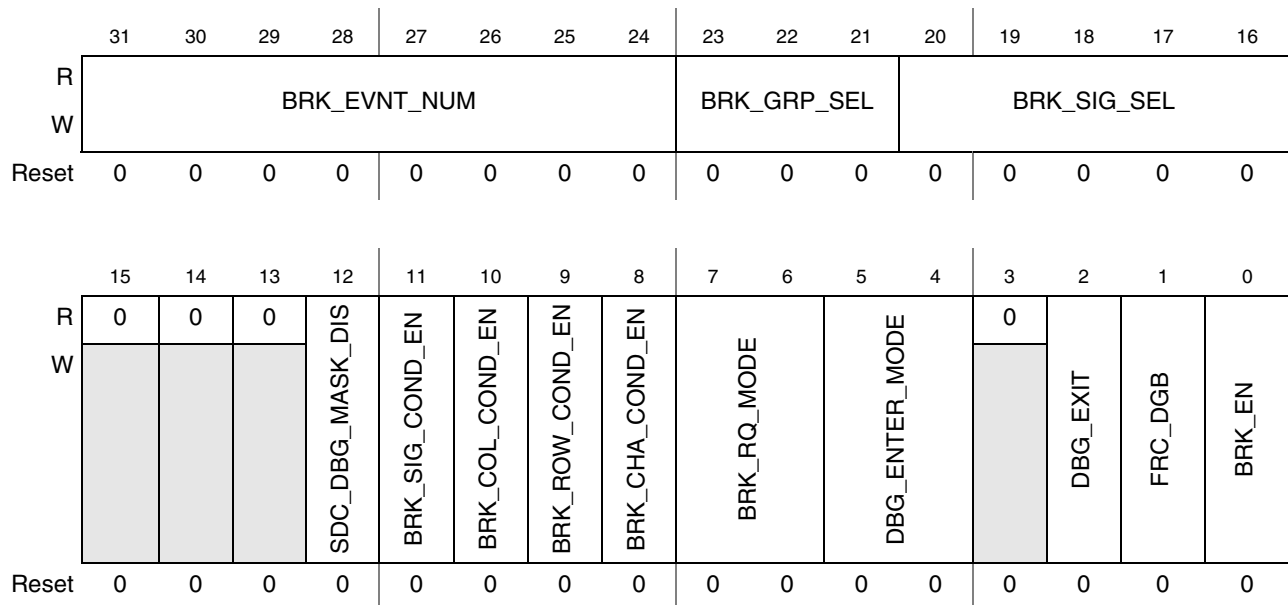 31 30 29 28 27 26 25 24 23 22 21 20 19 18 17 16
R
BRK_EVNT_NUM BRK_GRP_SEL BRK_SIG_SEL
W
Reset 0 0 0 0 0 0 0 0 0 0 0 0 0 0 0 0
15 14 13 12 11 10 9 8 7 6 5 4 3 2 1 0
R 0 0 0 SDC_DBG_MASK_DIS BRK_SIG_COND_EN BRK_COL_COND_EN BRK_ROW_COND_EN BRK_CHA_COND_EN BRK_RQ_MODE DBG_ENTER_MODE 0 DBG_EXIT FRC_DGB BRK_EN
W
Reset 0 0 0 0 0 0 0 0 0 0 0 0 0 0 0 0